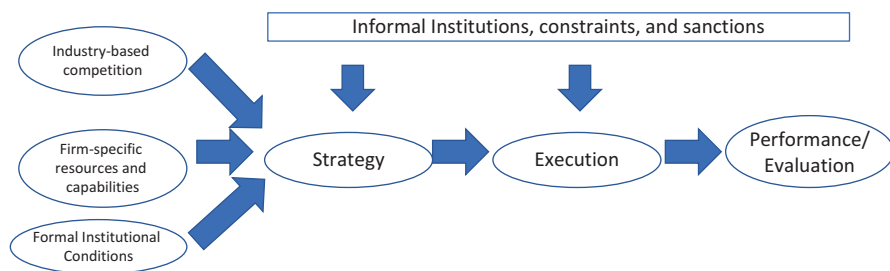 Informal Institutions, constraints, and sanctions
Industry-based
competition
Firm-specific
resources and
capabilities
Formal Institutional
Conditions
Strategy
Execution
Performance/
Evaluation